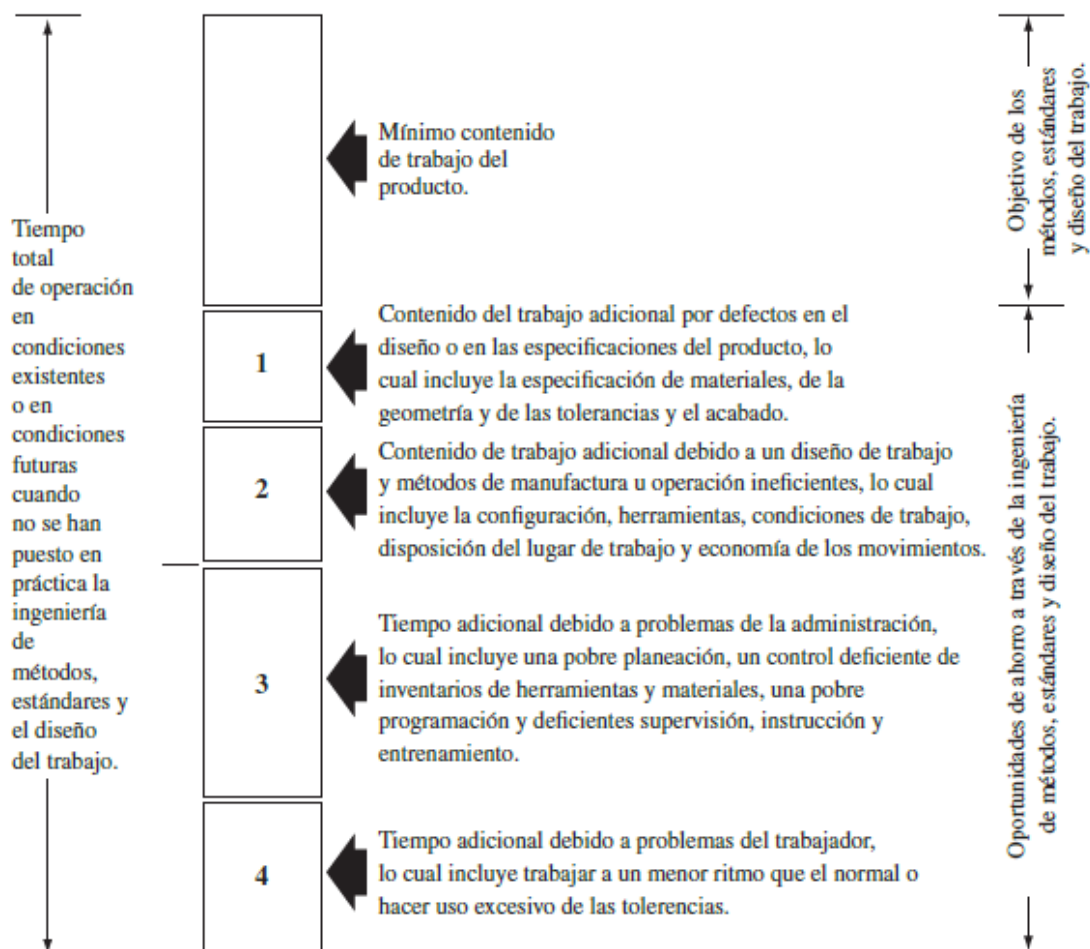 Tiempo
total
de operación
en
condiciones
existentes
o en
condiciones
futuras
cuando
no se han
puesto en
práctica la
ingeniería
de
métodos,
estándares y
el diseño
del trabajo.
Mínimo contenido
de trabajo del
producto.
1
Contenido del trabajo adicional por defectos en el
diseño o en las especificaciones del producto, lo
cual incluye la especificación de materiales, de la
geometría y de las tolerancias y el acabado.
2
Contenido de trabajo adicional debido a un diseño de trabajo
y métodos de manufactura u operación ineficientes, lo cual
incluye la configuración, herramientas, condiciones de trabajo,
disposición del lugar de trabajo y economía de los movimientos.
3
Tiempo adicional debido a problemas de la administración,
lo cual incluye una pobre planeación, un control deficiente de
inventarios de herramientas y materiales, una pobre
programación y deficientes supervisión, instrucción y
entrenamiento.
4
Tiempo adicional debido a problemas del trabajador,
lo cual incluye trabajar a un menor ritmo que el normal o
hacer uso excesivo de las tolerencias.
Objetivo de los
métodos, estándares
y diseño del trabajo.
Oportunidades de ahorro a través de la ingeniería
de métodos, estándares y diseño del trabajo.